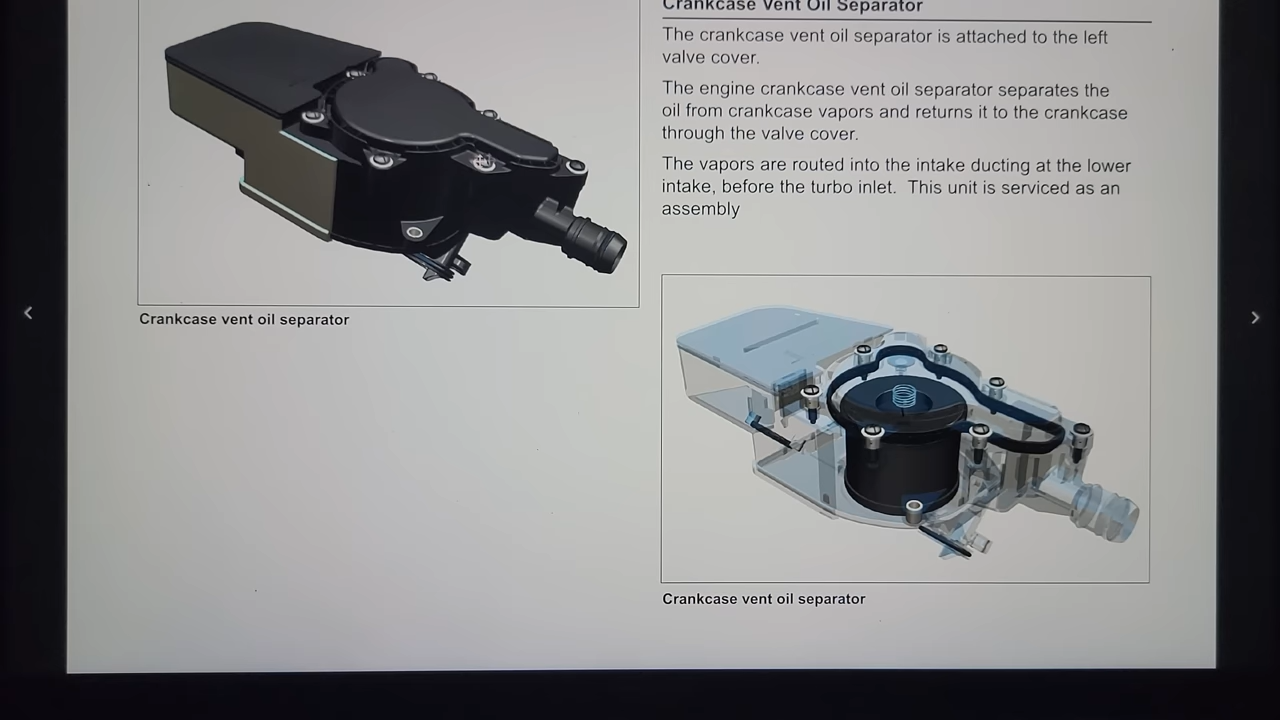 Crankcase Vent Oil Separator
The crankcase vent oil separator is attached to the left
valve cover.
The engine crankcase vent oil separator separates the
oil from crankcase vapors and returns it to the crankcase
through the valve cover.
The vapors are routed into the intake ducting at the lower
intake, before the turbo inlet.  This unit is serviced as an
assembly
Crankcase vent oil separator
Crankcase vent oil separator